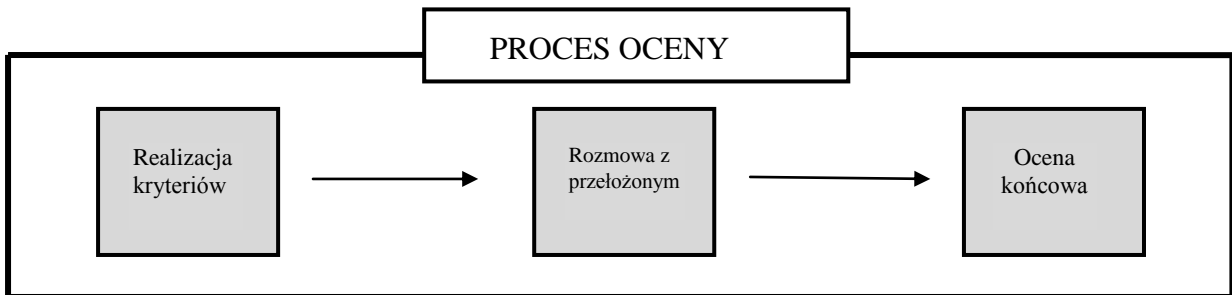 PROCES OCENY
Realizacja
kryteriów
Rozmowa z
przełożonym
Ocena
końcowa